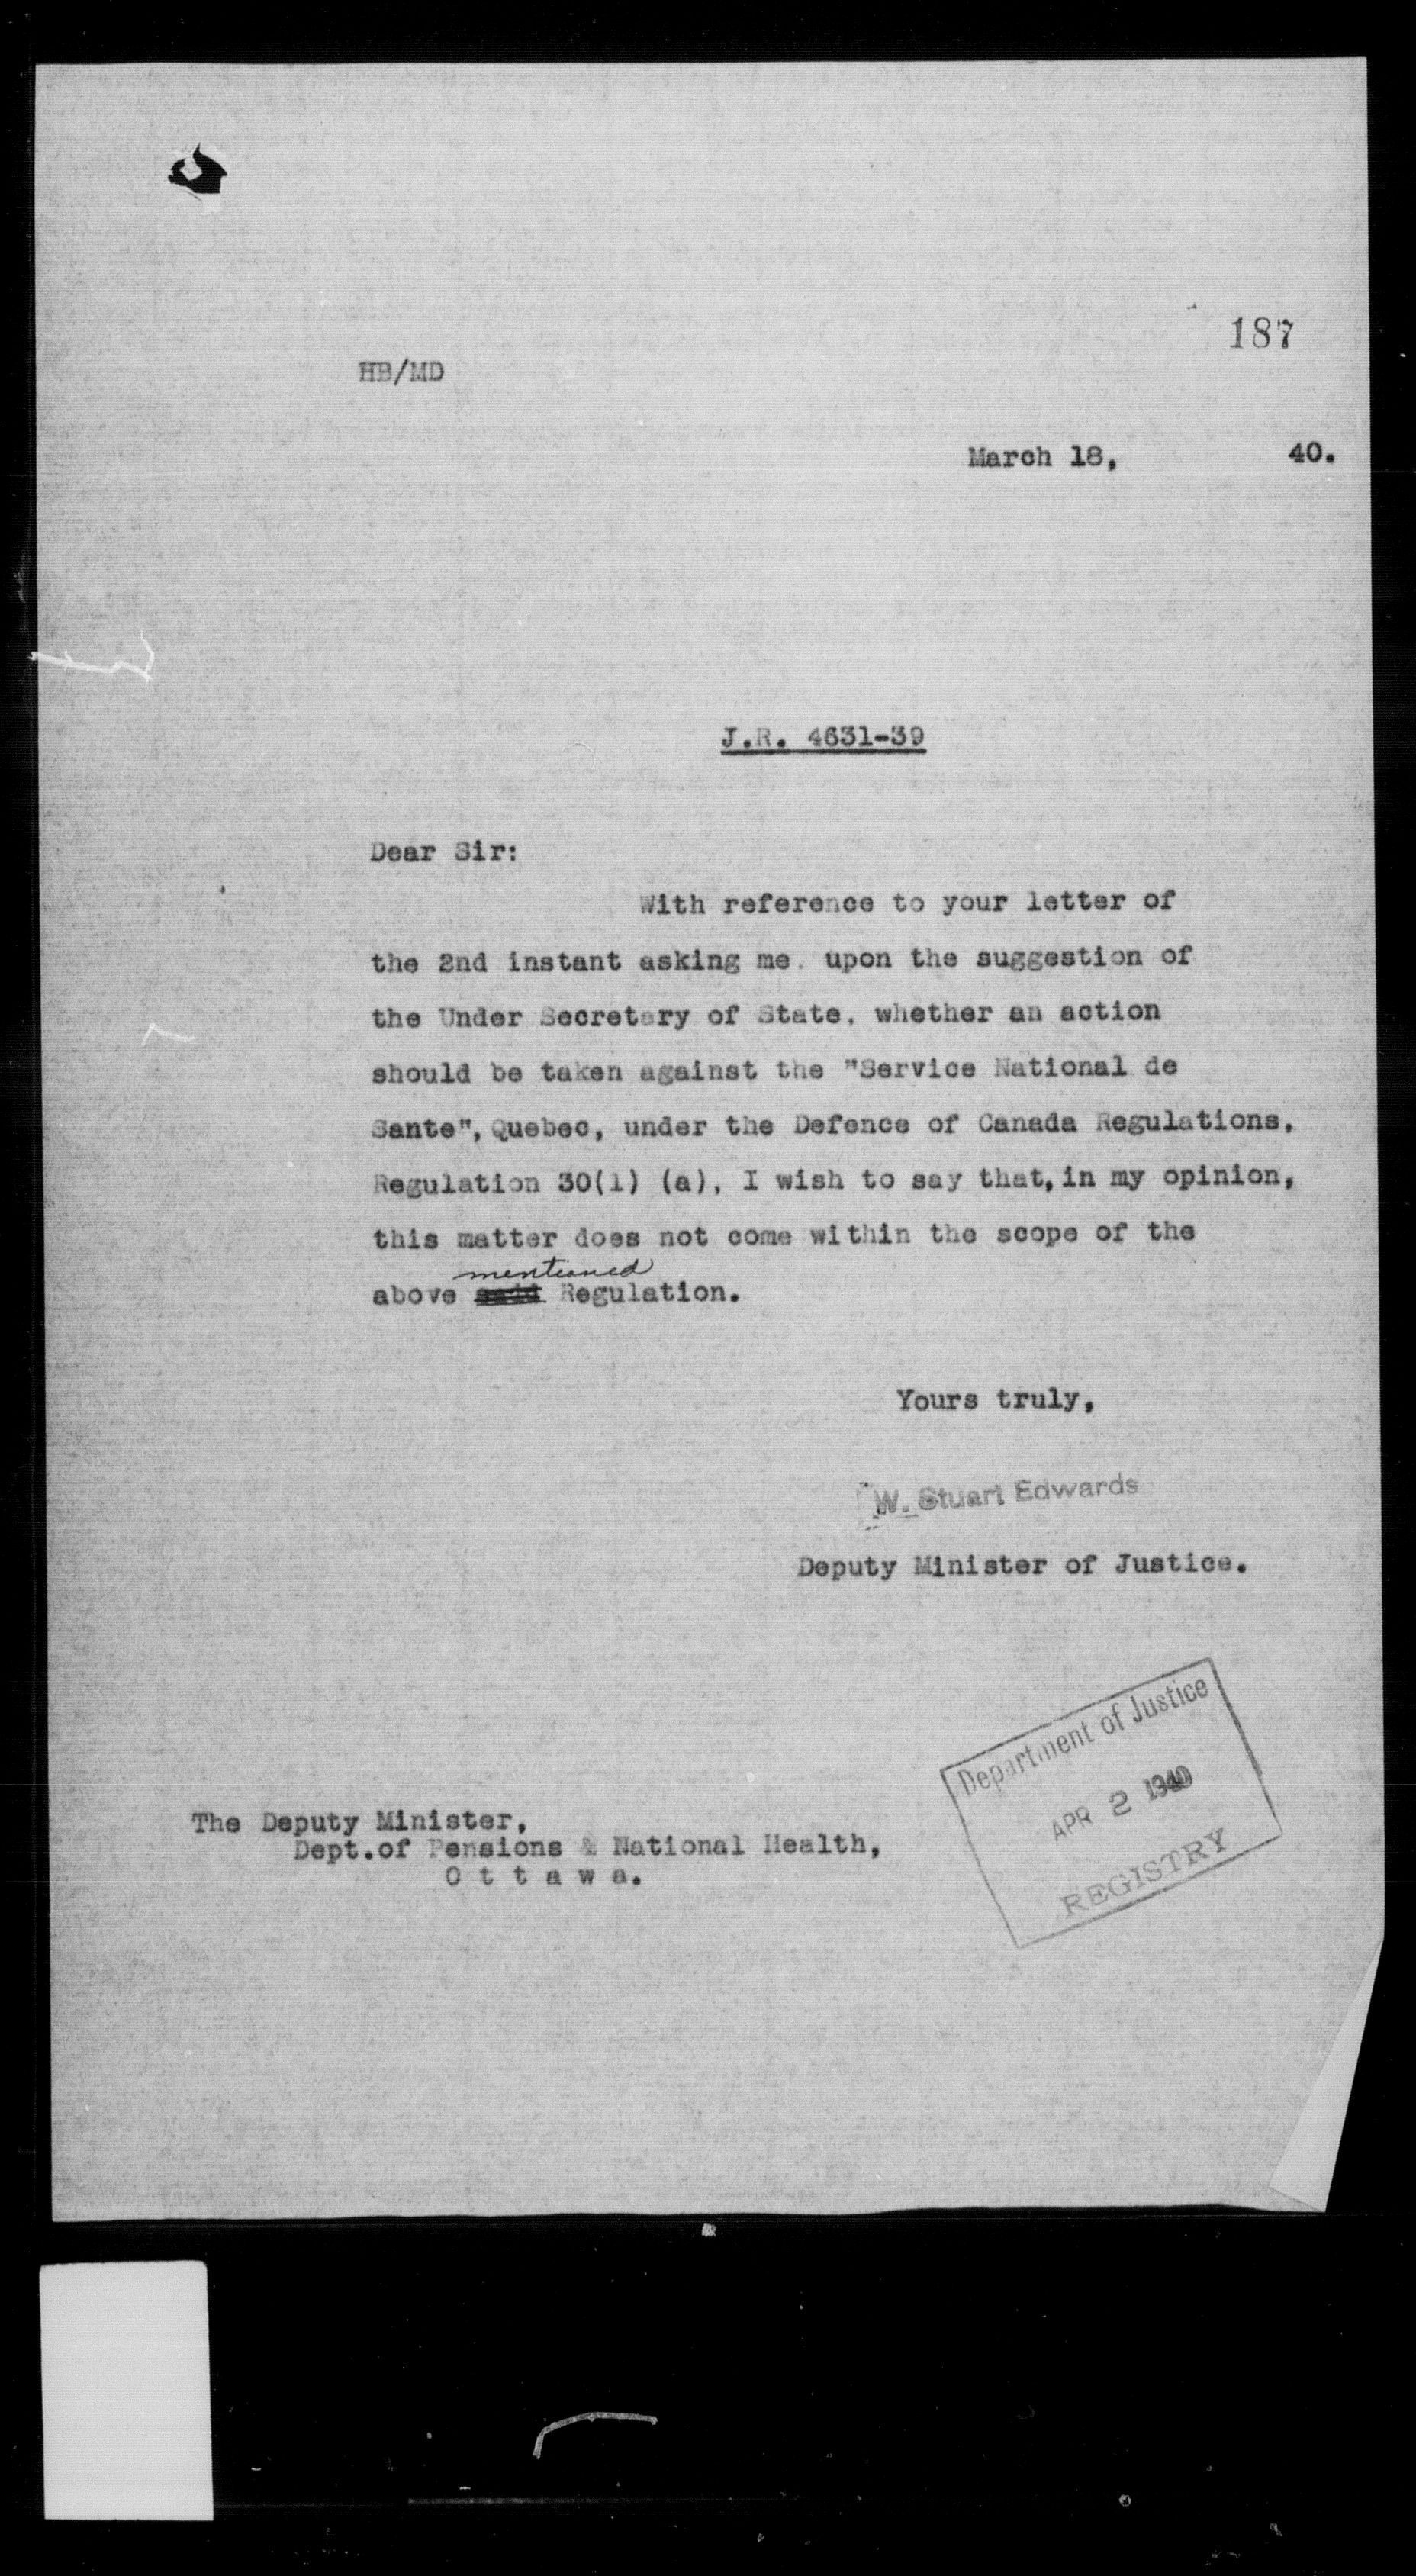 187
HB/MD
March 18, 40.
J.R. 4631-39
Dear Sir:
With reference to your letter of
the 2nd instant asking me, upon the suggestion of
the Under Secretary of State, whether an action
should be taken against the "Service National de
Sante", Quebec, under the Defence of Canada Regulations,
Regulation 30(1) (a), I wish to say that, in my opinion,
this matter does not come within the scope of the
mentioned
above said Regulation.
Yours truly,
W. Stuart Edwards
Deputy Minister of Justice.
Department of Justice
APR 2 1940
REGISTRY
The Deputy Minister,
Dept.of Pensions & National Health,
O t t a w a.